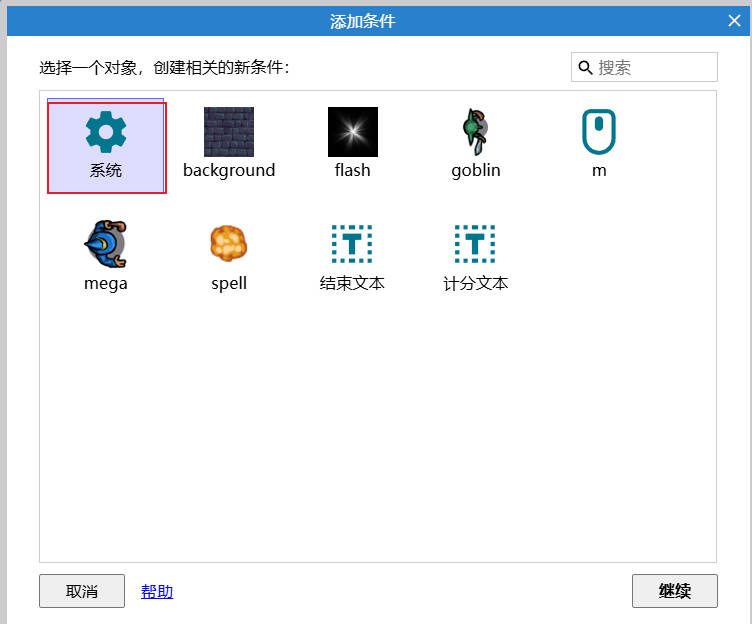 添加条件
选择一个对象，创建相关的新条件：
搜索
系统
background
flash
goblin
m
mega
spell
结束文本
计分文本
取消
帮助
继续